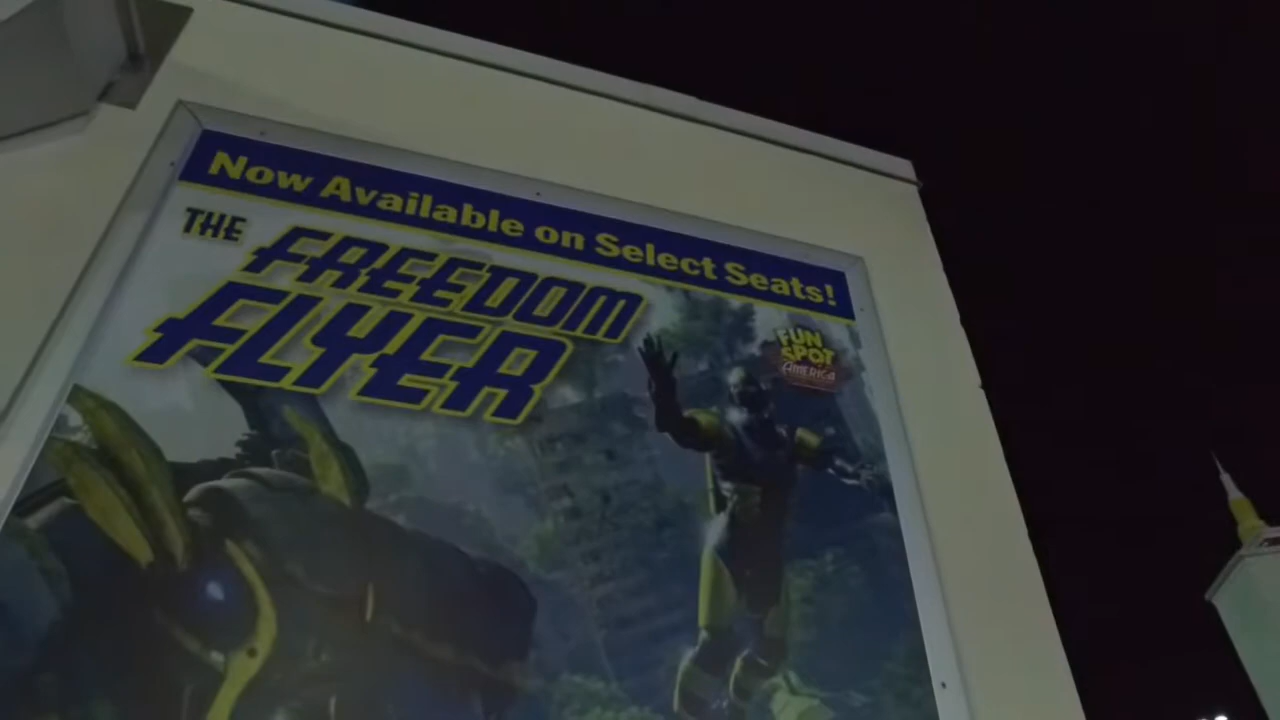 Now Available on Select Seats!
THE
FREEDOM
FLYER
FUN
SPOT
AMERICA